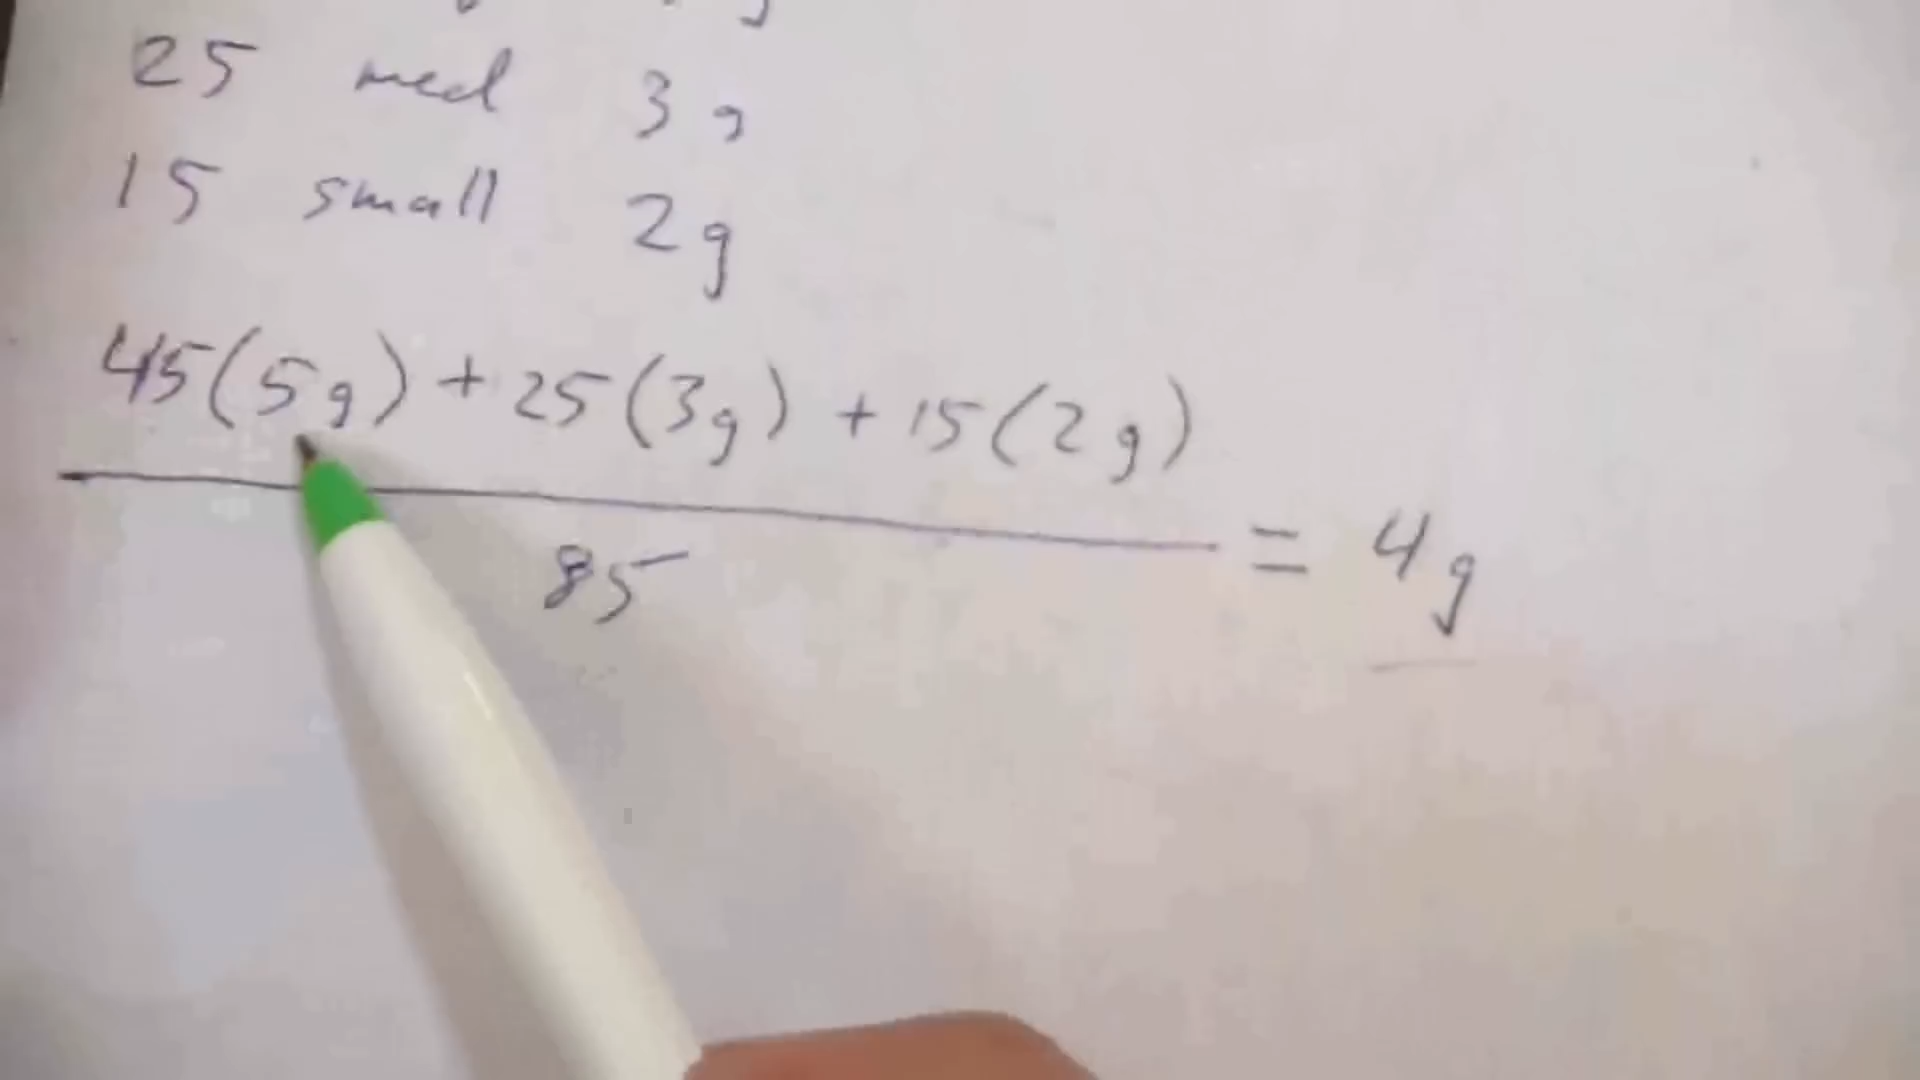 25 med 3g
15 small 2g
45(5g) + 25(3g) + 15(2g)
85
= 4g